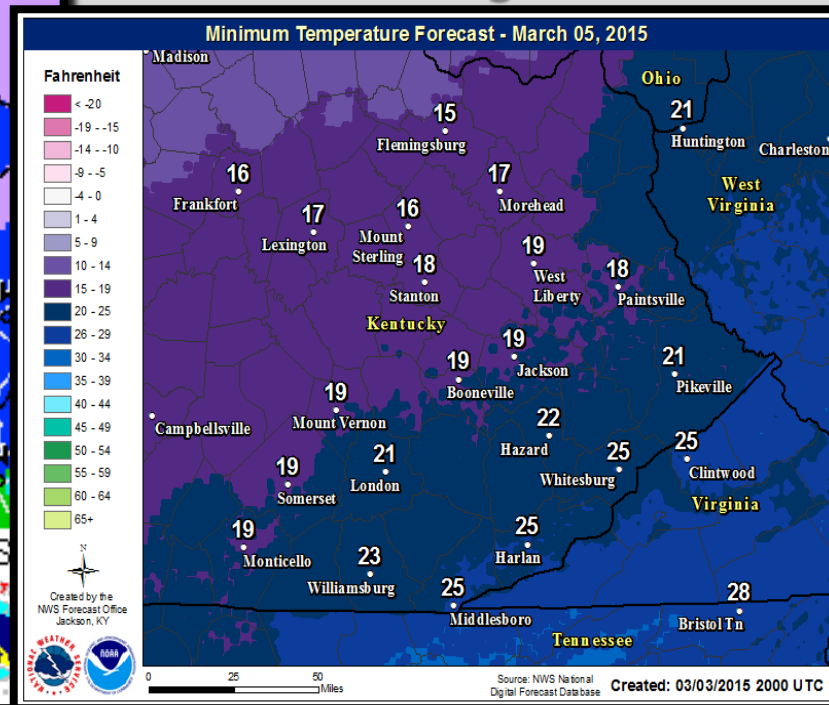 Minimum Temperature Forecast - March 05, 2015
Fahrenheit
< -20
-19 - -15
-14 - -10
-9 - -5
-4 - 0
1 - 4
5 - 9
10 - 14
15 - 19
20 - 25
26 - 29
30 - 34
35 - 39
40 - 44
45 - 49
50 - 54
55 - 59
60 - 64
65+
N
Created by the
NWS Forecast Office
Jackson, KY
NATIONAL WEATHER SERVICE
NOAA
Madison
Ohio
15
Flemingsburg
21
Huntington
Charleston
16
Frankfort
17
Morehead
West
Virginia
17
Lexington
16
Mount
Sterling
18
Stanton
19
West
Liberty
18
Paintsville
Kentucky
19
Jackson
19
Booneville
21
Pikeville
19
Mount Vernon
Campbellsville
22
Hazard
25
Whitesburg
25
Clintwood
21
London
19
Somerset
Virginia
19
Monticello
25
Harlan
23
Williamsburg
25
Middlesboro
28
Bristol Tn
Tennessee
0 25 50
Miles
Source: NWS National
Digital Forecast Database
Created: 03/03/2015 2000 UTC